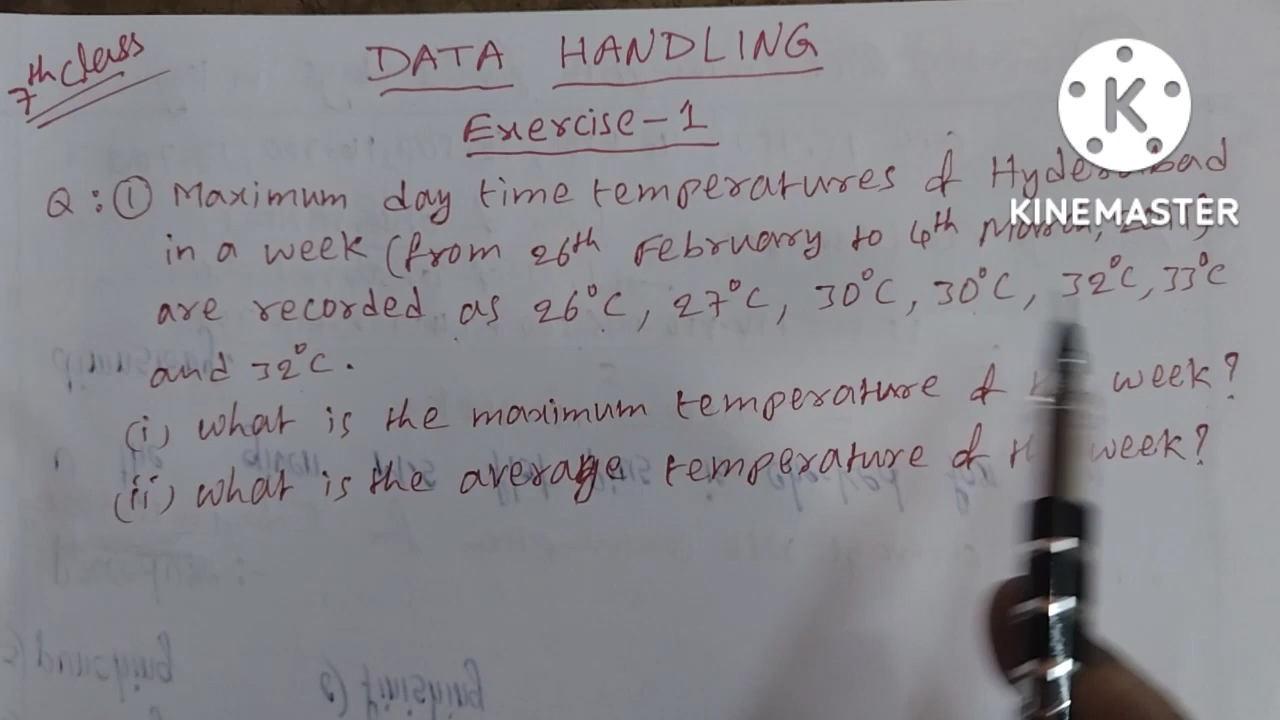 7th class
DATA HANDLING
Exercise-1
Q:① Maximum day time temperatures of Hyderabad
KINEMASTER
in a week (from 26th February to 4th March,
are recorded as 26°C, 27°C, 30°C, 30°C, 32°C, 33°C
and 32°C.
(i) what is the maximum temperature of week?
(ii) what is the average temperature of week?